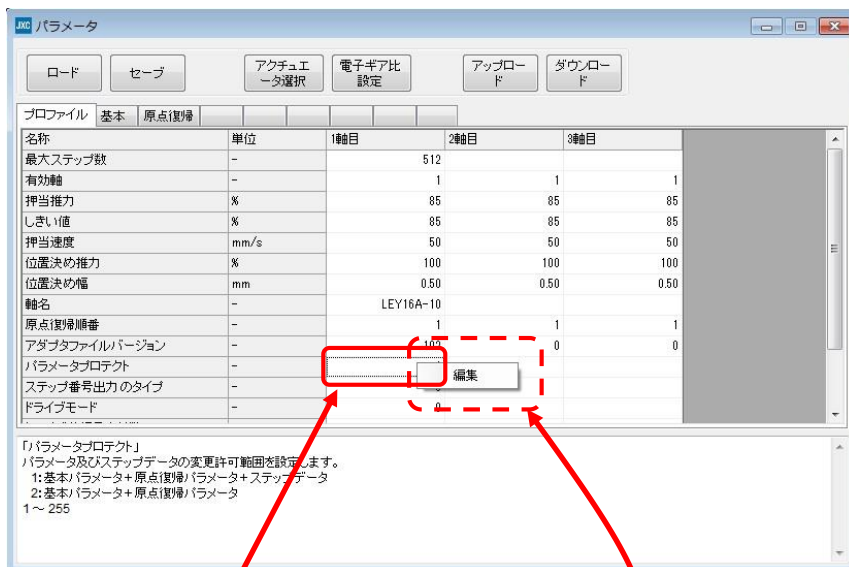 JXC パラメータ
ロード セーブ アクチュエ
ータ選択 電子ギア比
設定 アップロー
ド ダウンロー
ド
プロファイル 基本 原点復帰
名称 単位 1軸目 2軸目 3軸目
最大ステップ数 - 512
有効軸 - 1 1 1
押当推力 % 85 85 85
しきい値 % 85 85 85
押当速度 mm/s 50 50 50
位置決め推力 % 100 100 100
位置決め幅 mm 0.50 0.50 0.50
軸名 - LEY16A-10
原点復帰順番 - 1 1 1
アダプタファイルバージョン - 102 0 0
パラメータプロテクト -
編集
ステップ番号出力のタイプ -
ドライブモード -
「パラメータプロテクト」
パラメータ及びステップデータの変更許可範囲を設定します。
1:基本パラメータ+原点復帰パラメータ+ステップデータ
2:基本パラメータ+原点復帰パラメータ
1～255